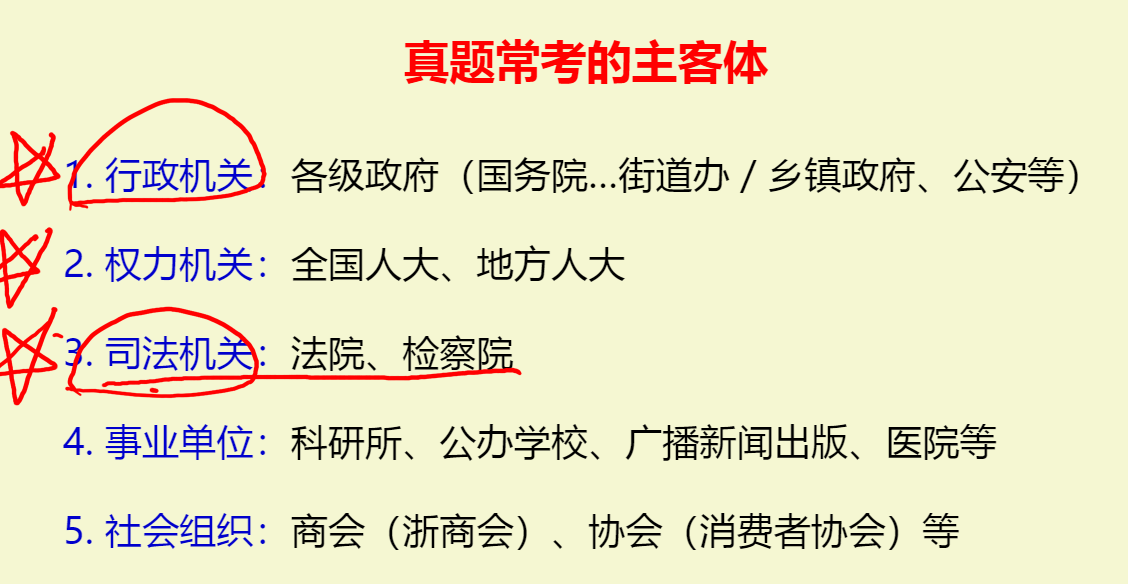 真题常考的主客体
1. 行政机关：各级政府（国务院...街道办 / 乡镇政府、公安等）
2. 权力机关：全国人大、地方人大
3. 司法机关：法院、检察院
4. 事业单位：科研所、公办学校、广播新闻出版、医院等
5. 社会组织：商会（浙商会）、协会（消费者协会）等